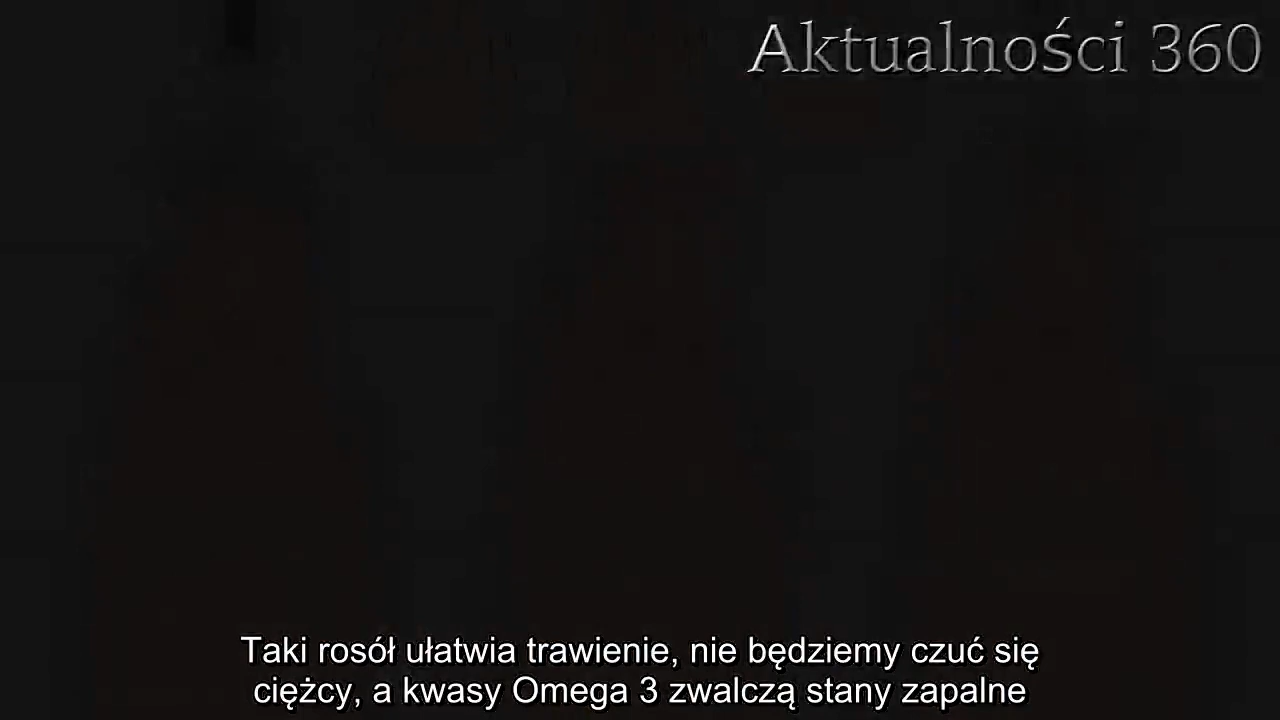 Aktualności 360
Taki rosół ułatwia trawienie, nie będziemy czuć się
ciężcy, a kwasy Omega 3 zwalczą stany zapalne